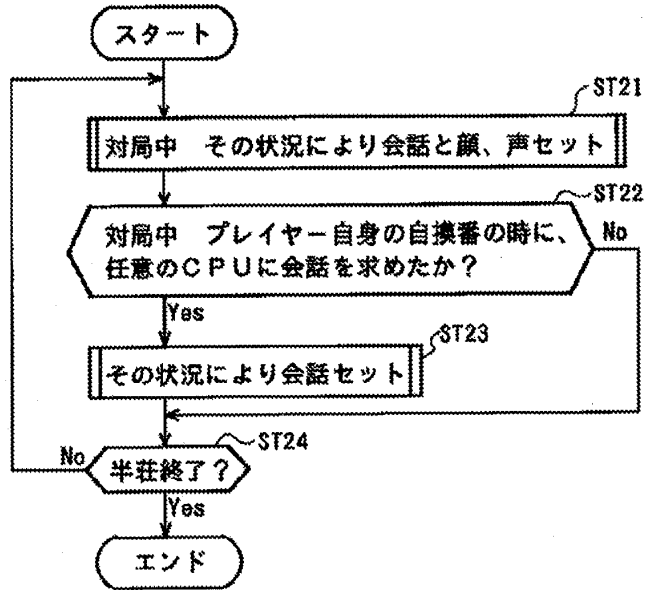 スタート
ST21
対局中　その状況により会話と顔、声セット
ST22
対局中　プレイヤー自身の自摸番の時に、
任意のCPUに会話を求めたか？
No
Yes
ST23
その状況により会話セット
ST24
No
半荘終了？
Yes
エンド